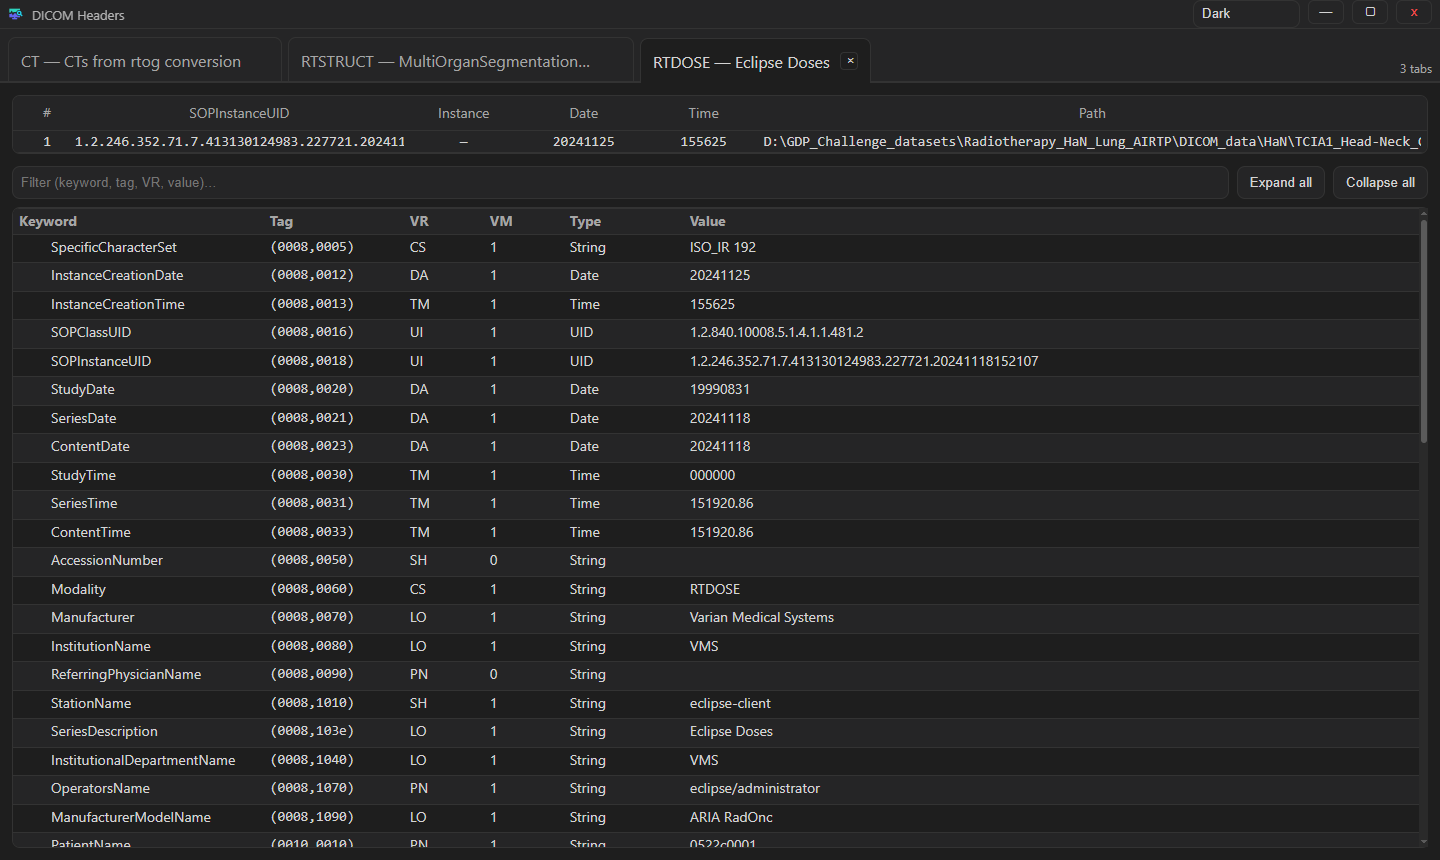 DICOM Headers Dark — x
CT — CTs from rtog conversion RTSTRUCT — MultiOrganSegmentation... RTDOSE — Eclipse Doses × 3 tabs
# SOPInstanceUID Instance Date Time Path
1 1.2.246.352.71.7.413130124983.227721.202411 — 20241125 155625 D:\GDP_Challenge_datasets\Radiotherapy_HaN_Lung_AIRTP\DICOM_data\HaN\TCIA1_Head-Neck_
Filter (keyword, tag, VR, value)... Expand all Collapse all
Keyword Tag VR VM Type Value
SpecificCharacterSet (0008,0005) CS 1 String ISO_IR 192
InstanceCreationDate (0008,0012) DA 1 Date 20241125
InstanceCreationTime (0008,0013) TM 1 Time 155625
SOPClassUID (0008,0016) UI 1 UID 1.2.840.10008.5.1.4.1.1.481.2
SOPInstanceUID (0008,0018) UI 1 UID 1.2.246.352.71.7.413130124983.227721.20241118152107
StudyDate (0008,0020) DA 1 Date 19990831
SeriesDate (0008,0021) DA 1 Date 20241118
ContentDate (0008,0023) DA 1 Date 20241118
StudyTime (0008,0030) TM 1 Time 000000
SeriesTime (0008,0031) TM 1 Time 151920.86
ContentTime (0008,0033) TM 1 Time 151920.86
AccessionNumber (0008,0050) SH 0 String
Modality (0008,0060) CS 1 String RTDOSE
Manufacturer (0008,0070) LO 1 String Varian Medical Systems
InstitutionName (0008,0080) LO 1 String VMS
ReferringPhysicianName (0008,0090) PN 0 String
StationName (0008,1010) SH 1 String eclipse-client
SeriesDescription (0008,103e) LO 1 String Eclipse Doses
InstitutionalDepartmentName (0008,1040) LO 1 String VMS
OperatorsName (0008,1070) PN 1 String eclipse/administrator
ManufacturerModelName (0008,1090) LO 1 String ARIA RadOnc
PatientName (0010,0010) PN 1 String 0522c0001